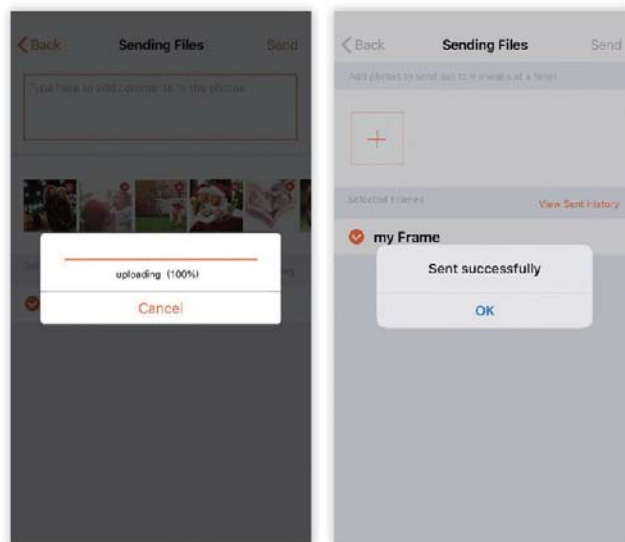 Back Sending Files Send
Type here to add comments to the photos
uploading (100%)
Cancel
Back Sending Files Send
Add photos to send (up to 9 images at a time)
Selected Frames View Sent History
my Frame
Sent successfully
OK